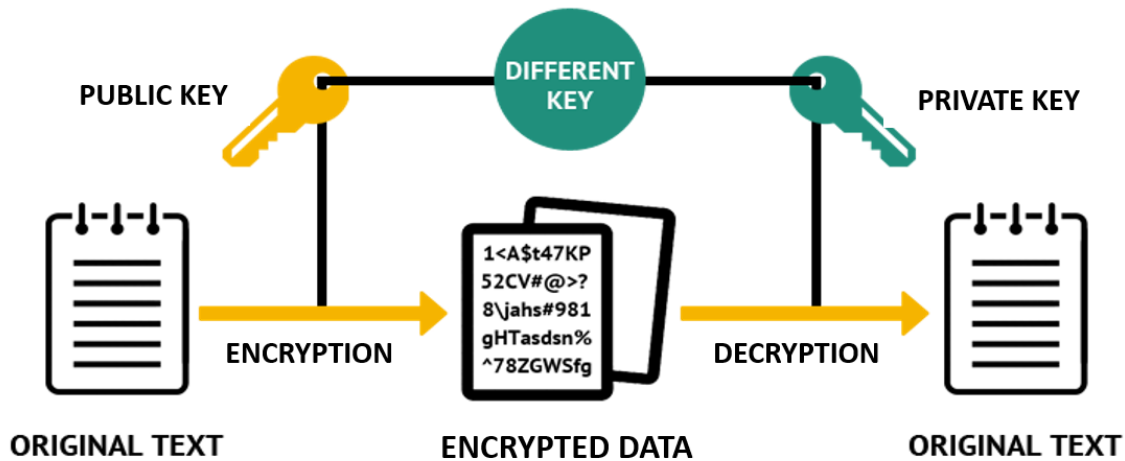 DIFFERENT
KEY
PUBLIC KEY
PRIVATE KEY
1<A$t47KP
52CV#@>?
8\jahs#981
gHTasdsn%
^78ZGWSfg
ENCRYPTION
DECRYPTION
ORIGINAL TEXT
ENCRYPTED DATA
ORIGINAL TEXT